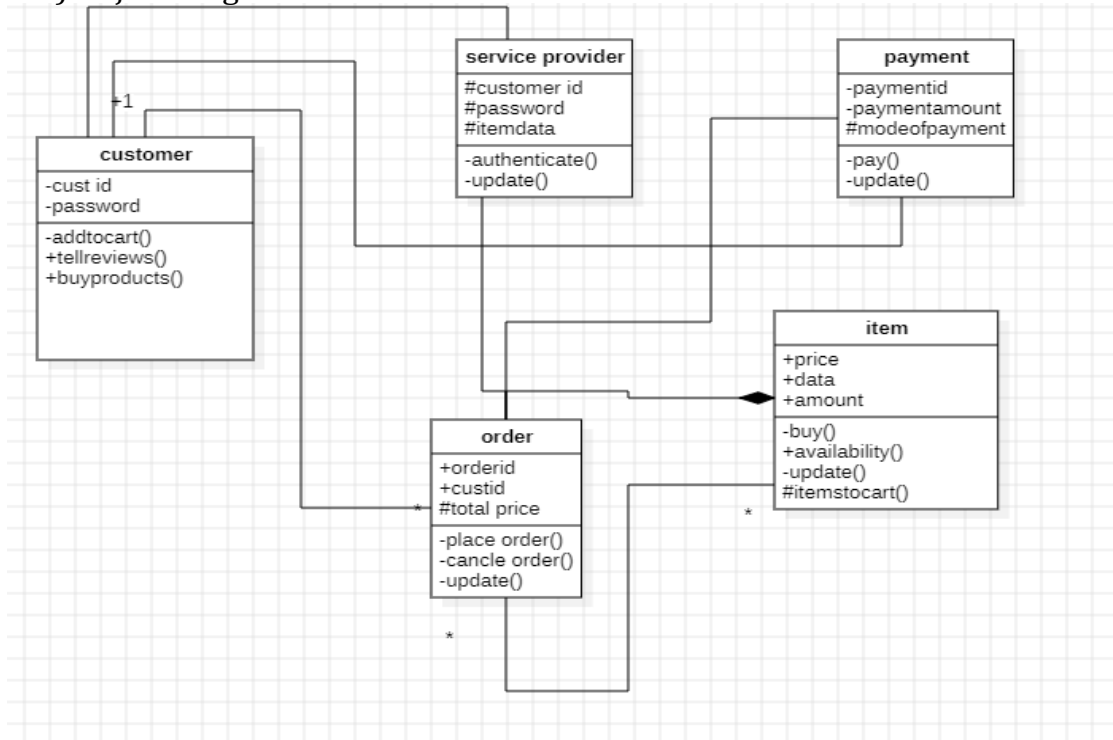 service provider
#customer id
#password
#itemdata
-authenticate()
-update()
payment
-paymentid
-paymentamount
#modeofpayment
-pay()
-update()
+1
customer
-cust id
-password
-addtocart()
+tellreviews()
+buyproducts()
item
+price
+data
+amount
-buy()
+availability()
-update()
#itemstocart()
*
order
+orderid
+custid
#total price
-place order()
-cancle order()
-update()
*
*